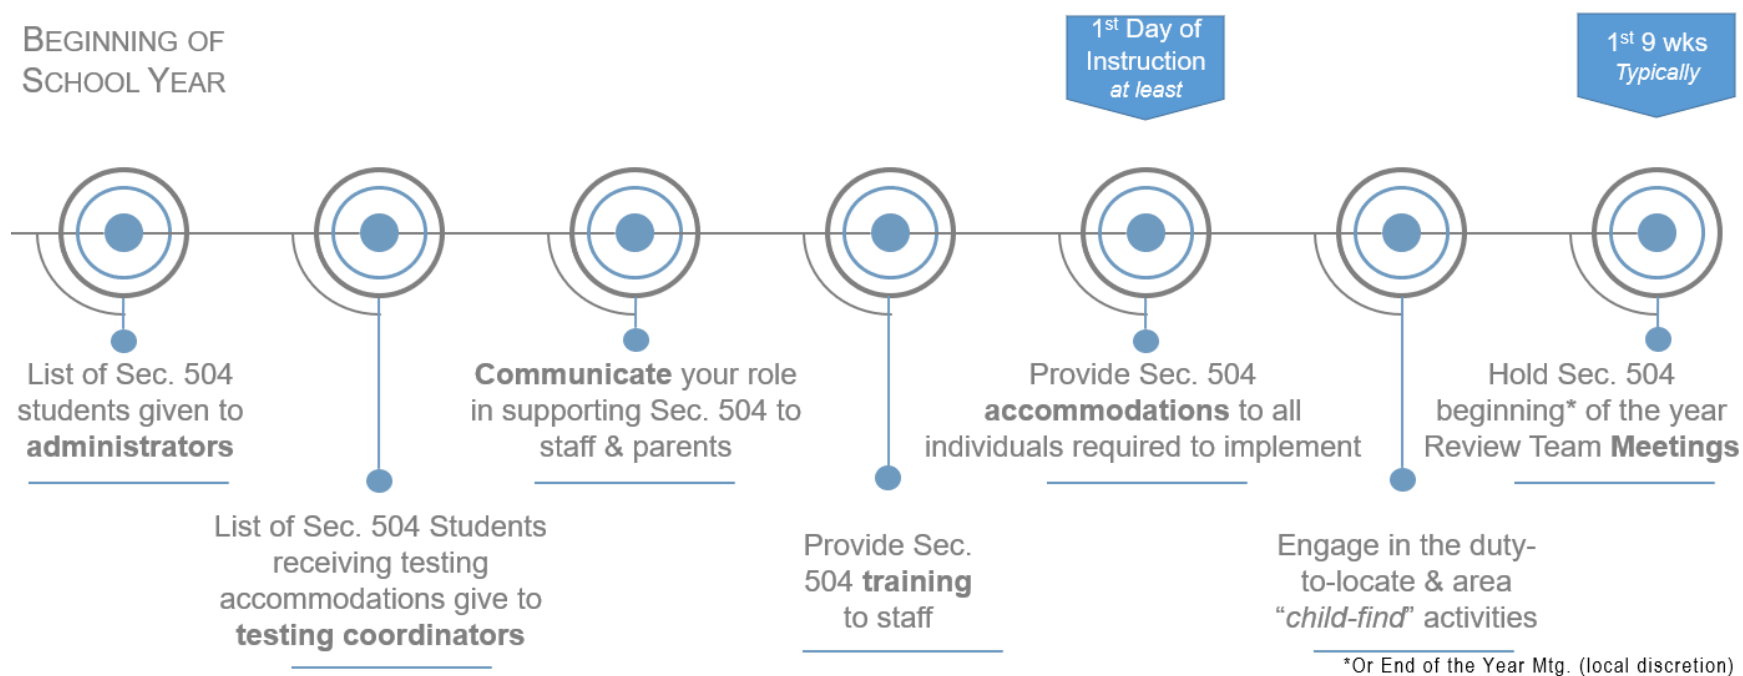 BEGINNING OF
SCHOOL YEAR
1st Day of
Instruction
at least
1st 9 wks
Typically
List of Sec. 504
students given to
administrators
List of Sec. 504 Students
receiving testing
accommodations give to
testing coordinators
Communicate your role
in supporting Sec. 504 to
staff & parents
Provide Sec.
504 training
to staff
Provide Sec. 504
accommodations to all
individuals required to implement
Engage in the duty-
to-locate & area
“child-find” activities
Hold Sec. 504
beginning* of the year
Review Team Meetings
*Or End of the Year Mtg. (local discretion)